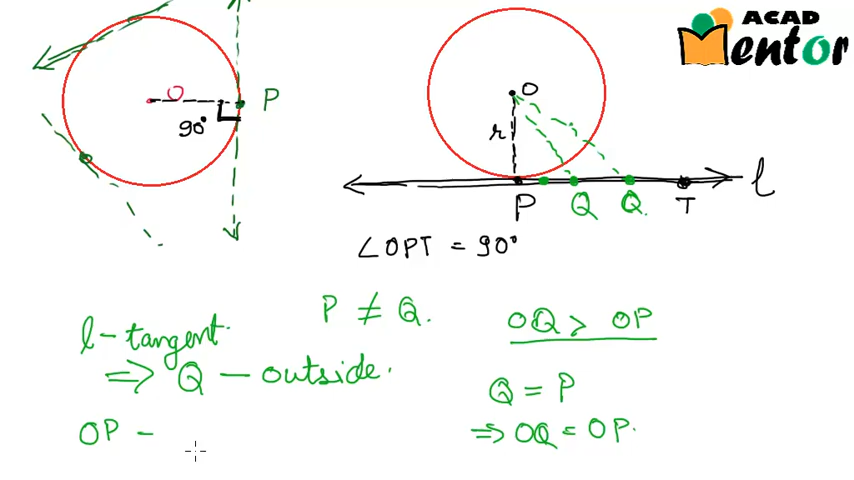 ACAD
Mentor
O
P
90°
O
r
P
Q
Q.
T
l
∠OPT = 90°
l - tangent.
P ≠ Q.
OQ > OP
⇒ Q - outside.
Q = P
OP -
⇒ OQ = OP.